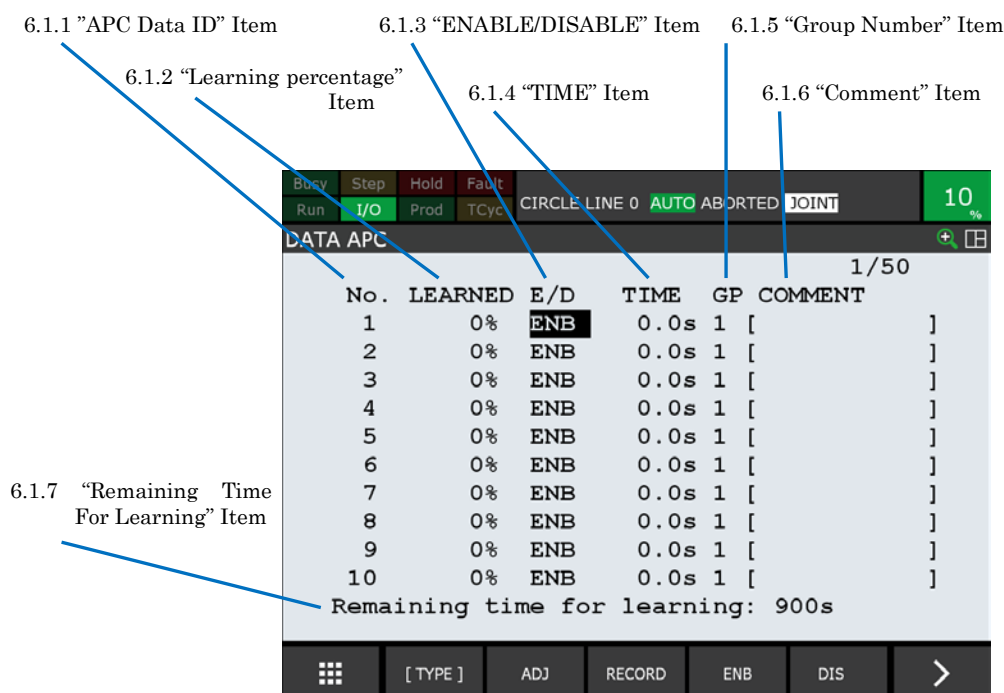 6.1.1 ”APC Data ID” Item
6.1.3 “ENABLE/DISABLE” Item
6.1.5 “Group Number” Item
6.1.2 “Learning percentage”
Item
6.1.4 “TIME” Item
6.1.6 “Comment” Item
Busy Step Hold Fault
Run I/O Prod TCyc
CIRCLE LINE 0 AUTO ABORTED JOINT
10
%
DATA APC
1/50
No. LEARNED E/D TIME GP COMMENT
1 0% ENB 0.0s 1 [ ]
2 0% ENB 0.0s 1 [ ]
3 0% ENB 0.0s 1 [ ]
4 0% ENB 0.0s 1 [ ]
5 0% ENB 0.0s 1 [ ]
6 0% ENB 0.0s 1 [ ]
7 0% ENB 0.0s 1 [ ]
8 0% ENB 0.0s 1 [ ]
9 0% ENB 0.0s 1 [ ]
10 0% ENB 0.0s 1 [ ]
6.1.7 “Remaining Time
For Learning” Item
Remaining time for learning: 900s
[ TYPE ] ADJ RECORD ENB DIS >